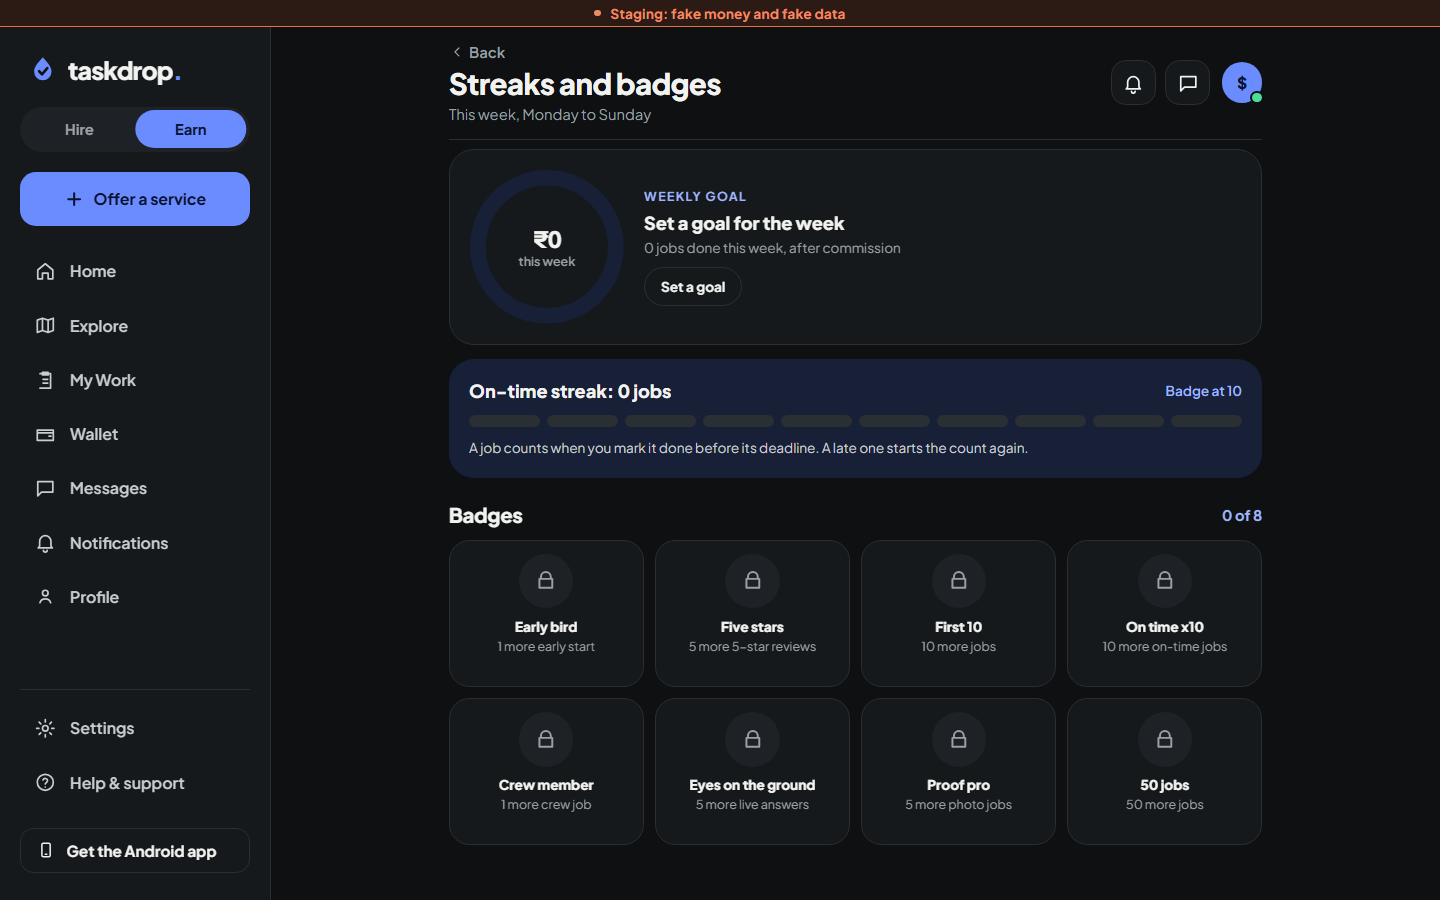 Staging: fake money and fake data
taskdrop.
Hire
Earn
Offer a service
Home
Explore
My Work
Wallet
Messages
Notifications
Profile
Settings
Help & support
Get the Android app
Back
Streaks and badges
This week, Monday to Sunday
$
₹0
this week
WEEKLY GOAL
Set a goal for the week
0 jobs done this week, after commission
Set a goal
On-time streak: 0 jobs
Badge at 10
A job counts when you mark it done before its deadline. A late one starts the count again.
Badges
0 of 8
Early bird
1 more early start
Five stars
5 more 5-star reviews
First 10
10 more jobs
On time x10
10 more on-time jobs
Crew member
1 more crew job
Eyes on the ground
5 more live answers
Proof pro
5 more photo jobs
50 jobs
50 more jobs